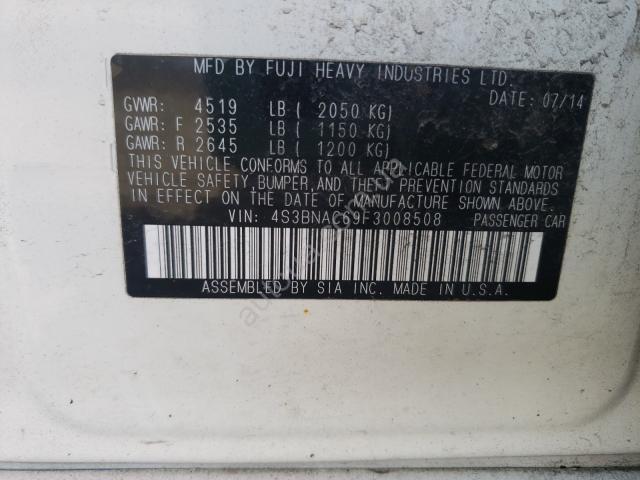 MFD BY FUJI HEAVY INDUSTRIES LTD.
DATE: 07/14
GVWR: 4519 LB ( 2050 KG)
GAWR: F 2535 LB ( 1150 KG)
GAWR: R 2645 LB ( 1200 KG)
THIS VEHICLE CONFORMS TO ALL APPLICABLE FEDERAL MOTOR
VEHICLE SAFETY, BUMPER, AND THEFT PREVENTION STANDARDS
IN EFFECT ON THE DATE OF MANUFACTURE SHOWN ABOVE.
VIN: 4S3BNAC69F3008508 PASSENGER CAR
ASSEMBLED BY SIA INC. MADE IN U.S.A.